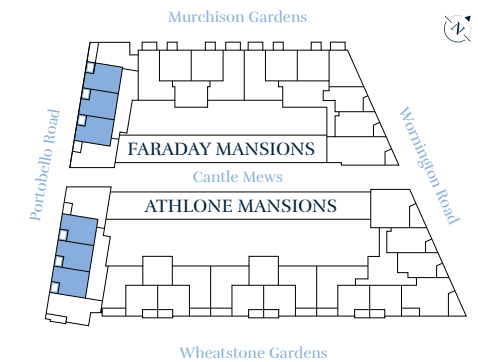 Murchison Gardens
N
Portobello Road
Wornington Road
FARADAY MANSIONS
Cantle Mews
ATHLONE MANSIONS
Wheatstone Gardens